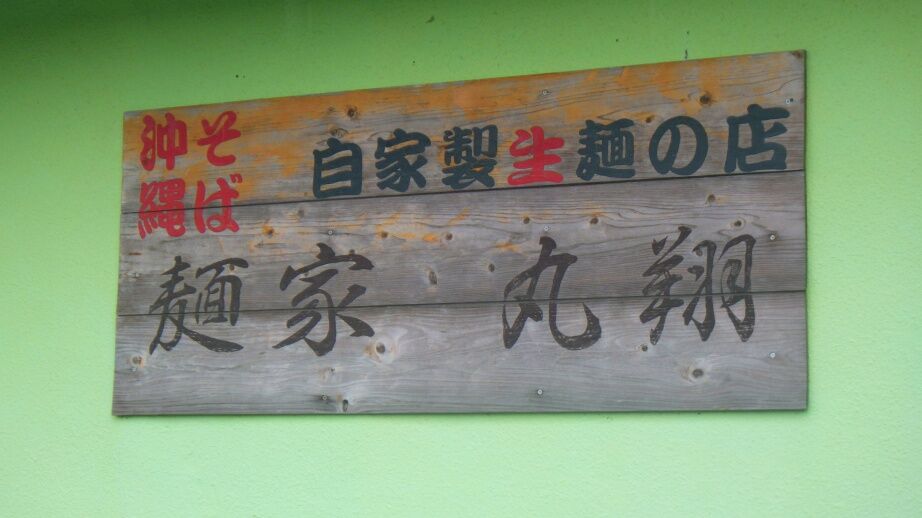 沖縄そば
自家製生麺の店
麺家 丸翔